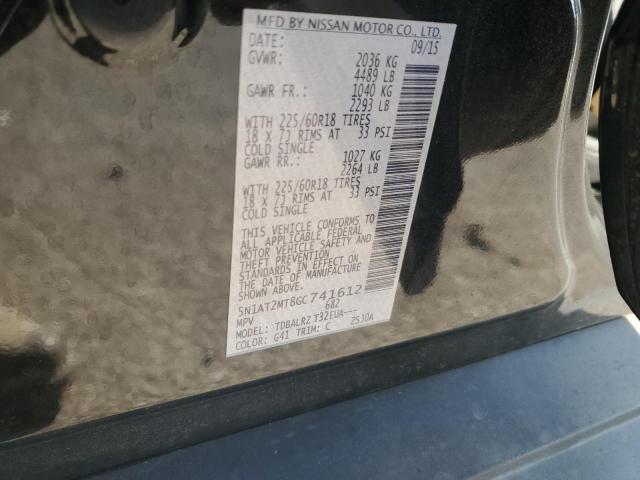 MFD BY NISSAN MOTOR CO., LTD.
DATE: 09/15
GVWR: 2036 KG
4489 LB
GAWR FR.: 1040 KG
2293 LB
WITH 225/60R18 TIRES
18 X 7J RIMS AT 33 PSI
COLD SINGLE
GAWR RR.: 1027 KG
2264 LB
WITH 225/60R18 TIRES
18 X 7J RIMS AT 33 PSI
COLD SINGLE
THIS VEHICLE CONFORMS TO
ALL APPLICABLE FEDERAL
MOTOR VEHICLE SAFETY AND
THEFT PREVENTION
STANDARDS IN EFFECT ON
THE DATE OF MANUFACTURE
SHOWN ABOVE.
5N1AT2MT8GC741612
MPV 682
MODEL: TDBALRZ T32EUA---
COLOR: G41 TRIM: C 2530A